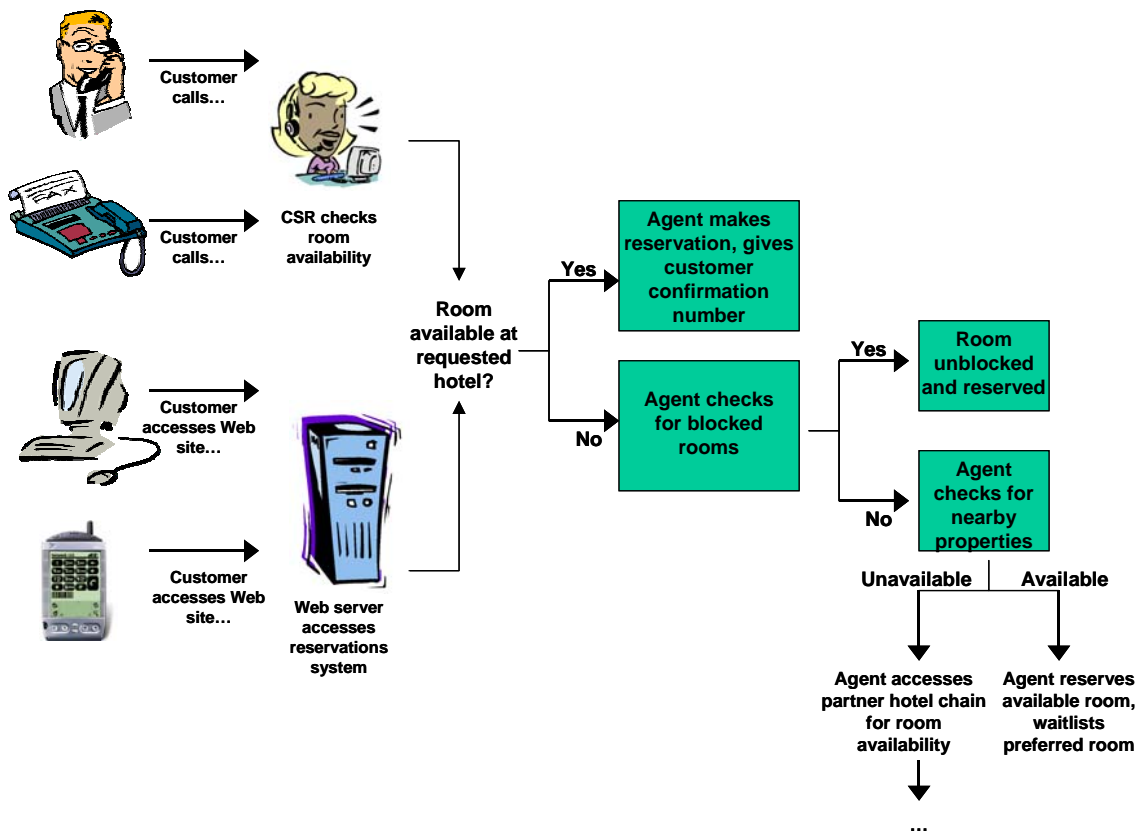 Customer
calls…
FAX
Customer
calls…
CSR checks
room
availability
Customer
accesses Web
site…
Customer
accesses Web
site…
Web server
accesses
reservations
system
Room
available at
requested
hotel?
Yes
No
Agent makes
reservation, gives
customer
confirmation
number
Agent checks
for blocked
rooms
Yes
No
Room
unblocked
and reserved
Agent
checks for
nearby
properties
Unavailable
Available
Agent accesses
partner hotel chain
for room
availability
Agent reserves
available room,
waitlists
preferred room
…